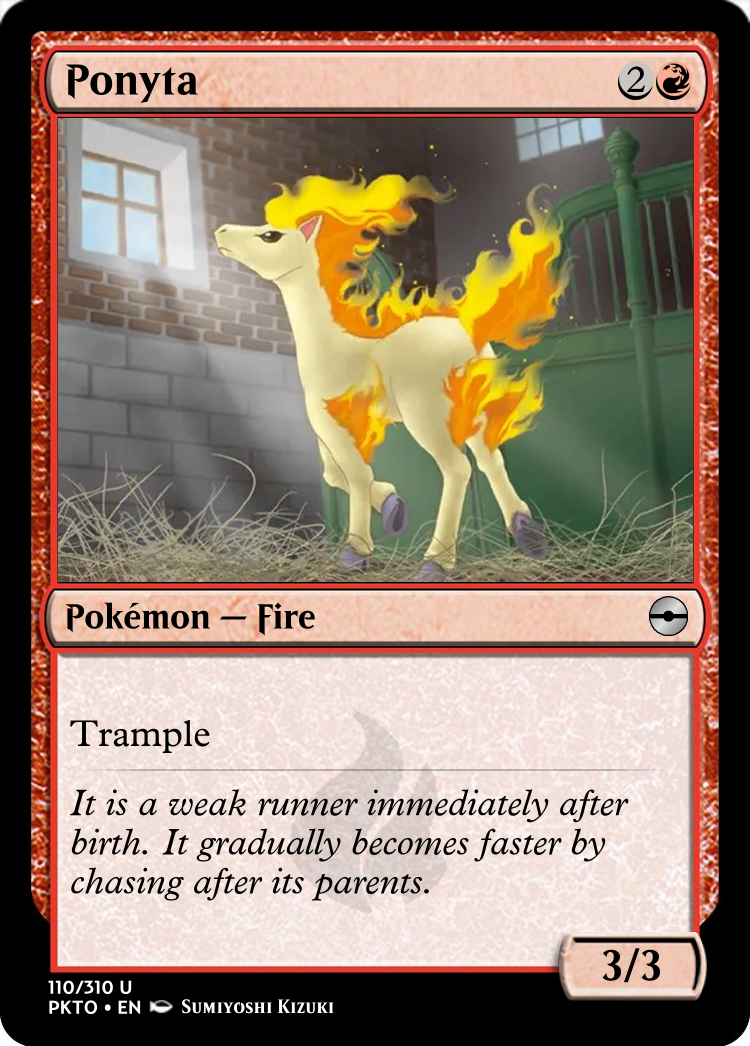 Ponyta 2
Pokémon — Fire
Trample
It is a weak runner immediately after
birth. It gradually becomes faster by
chasing after its parents.
3/3
110/310 U
PKTO • EN Sumiyoshi Kizuki